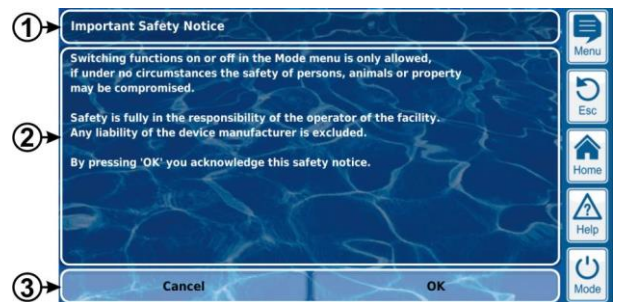 1
Important Safety Notice
Menu
2
Switching functions on or off in the Mode menu is only allowed,
if under no circumstances the safety of persons, animals or property
may be compromised.
Safety is fully in the responsibility of the operator of the facility.
Any liability of the device manufacturer is excluded.
By pressing 'OK' you acknowledge this safety notice.
Esc
Home
?
Help
3
Cancel
OK
Mode